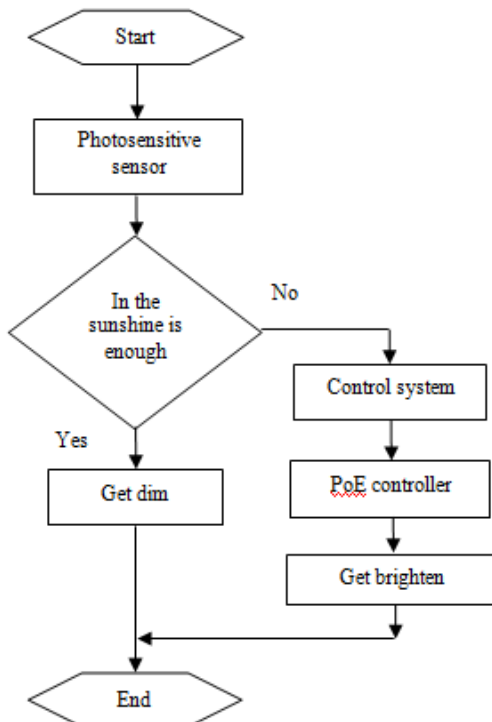 Start
Photosensitive
sensor
In the
sunshine is
enough
No
Yes
Control system
Get dim
PoE controller
Get brighten
End